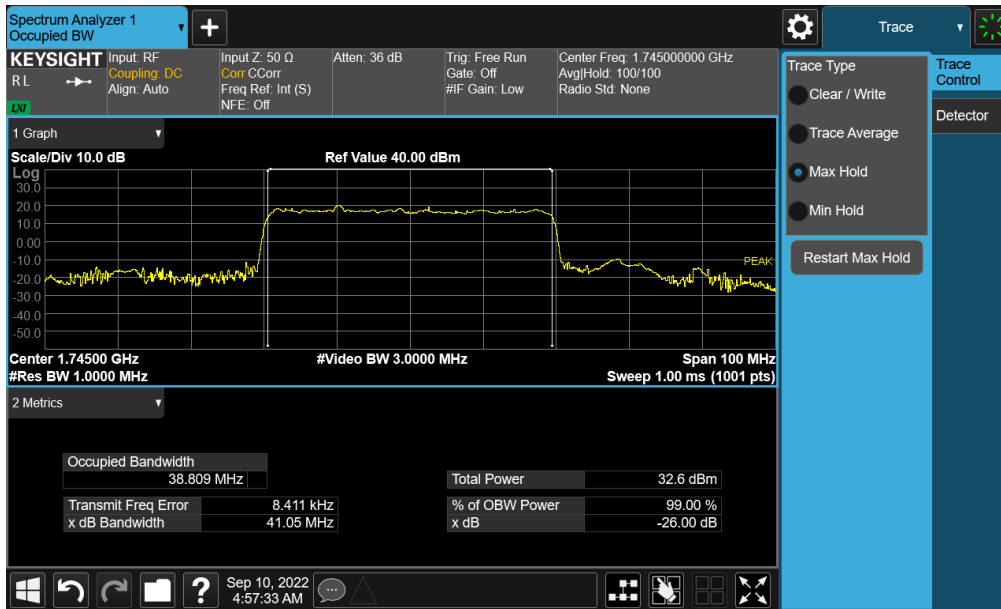 Spectrum Analyzer 1
Occupied BW
+
Trace
KEYSIGHT
R L
LXI
Input: RF
Coupling: DC
Align: Auto
Input Z: 50 Ω
Corr CCorr
Freq Ref: Int (S)
NFE: Off
Atten: 36 dB
Trig: Free Run
Gate: Off
#IF Gain: Low
Center Freq: 1.745000000 GHz
Avg|Hold: 100/100
Radio Std: None
Trace Type
Clear / Write
Trace Average
Max Hold
Min Hold
Restart Max Hold
Trace
Control
Detector
1 Graph
Scale/Div 10.0 dB
Ref Value 40.00 dBm
Log
30.0
20.0
10.0
0.00
-10.0
-20.0
-30.0
-40.0
-50.0
PEAK
Center 1.74500 GHz
#Video BW 3.0000 MHz
Span 100 MHz
#Res BW 1.0000 MHz
Sweep 1.00 ms (1001 pts)
2 Metrics
Occupied Bandwidth
38.809 MHz
Total Power 32.6 dBm
Transmit Freq Error 8.411 kHz
% of OBW Power 99.00 %
x dB Bandwidth 41.05 MHz
x dB -26.00 dB
?
Sep 10, 2022
4:57:33 AM